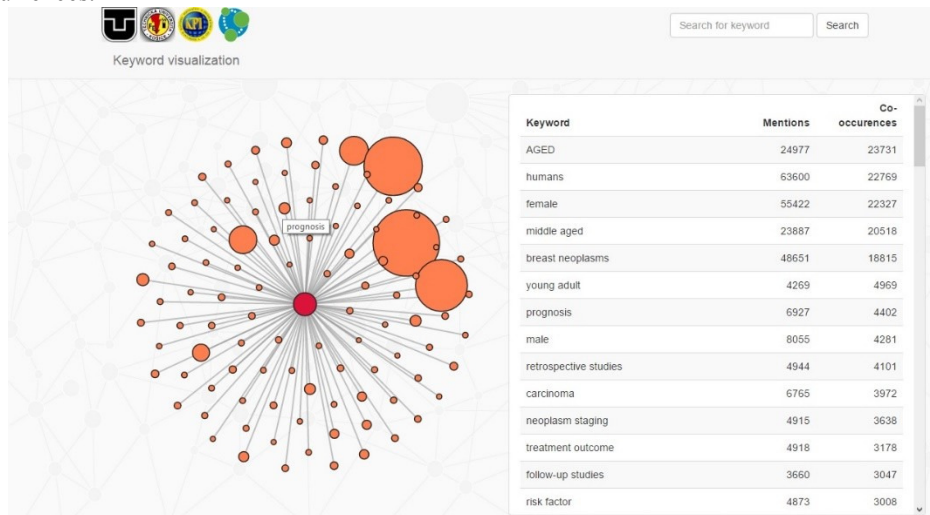 Search for keyword
Search
KPI
Keyword visualization
prognosis
Keyword Mentions Co-occurences
AGED 24977 23731
humans 63600 22769
female 55422 22327
middle aged 23887 20518
breast neoplasms 48651 18815
young adult 4269 4969
prognosis 6927 4402
male 8055 4281
retrospective studies 4944 4101
carcinoma 6765 3972
neoplasm staging 4915 3638
treatment outcome 4918 3178
follow-up studies 3660 3047
risk factor 4873 3008